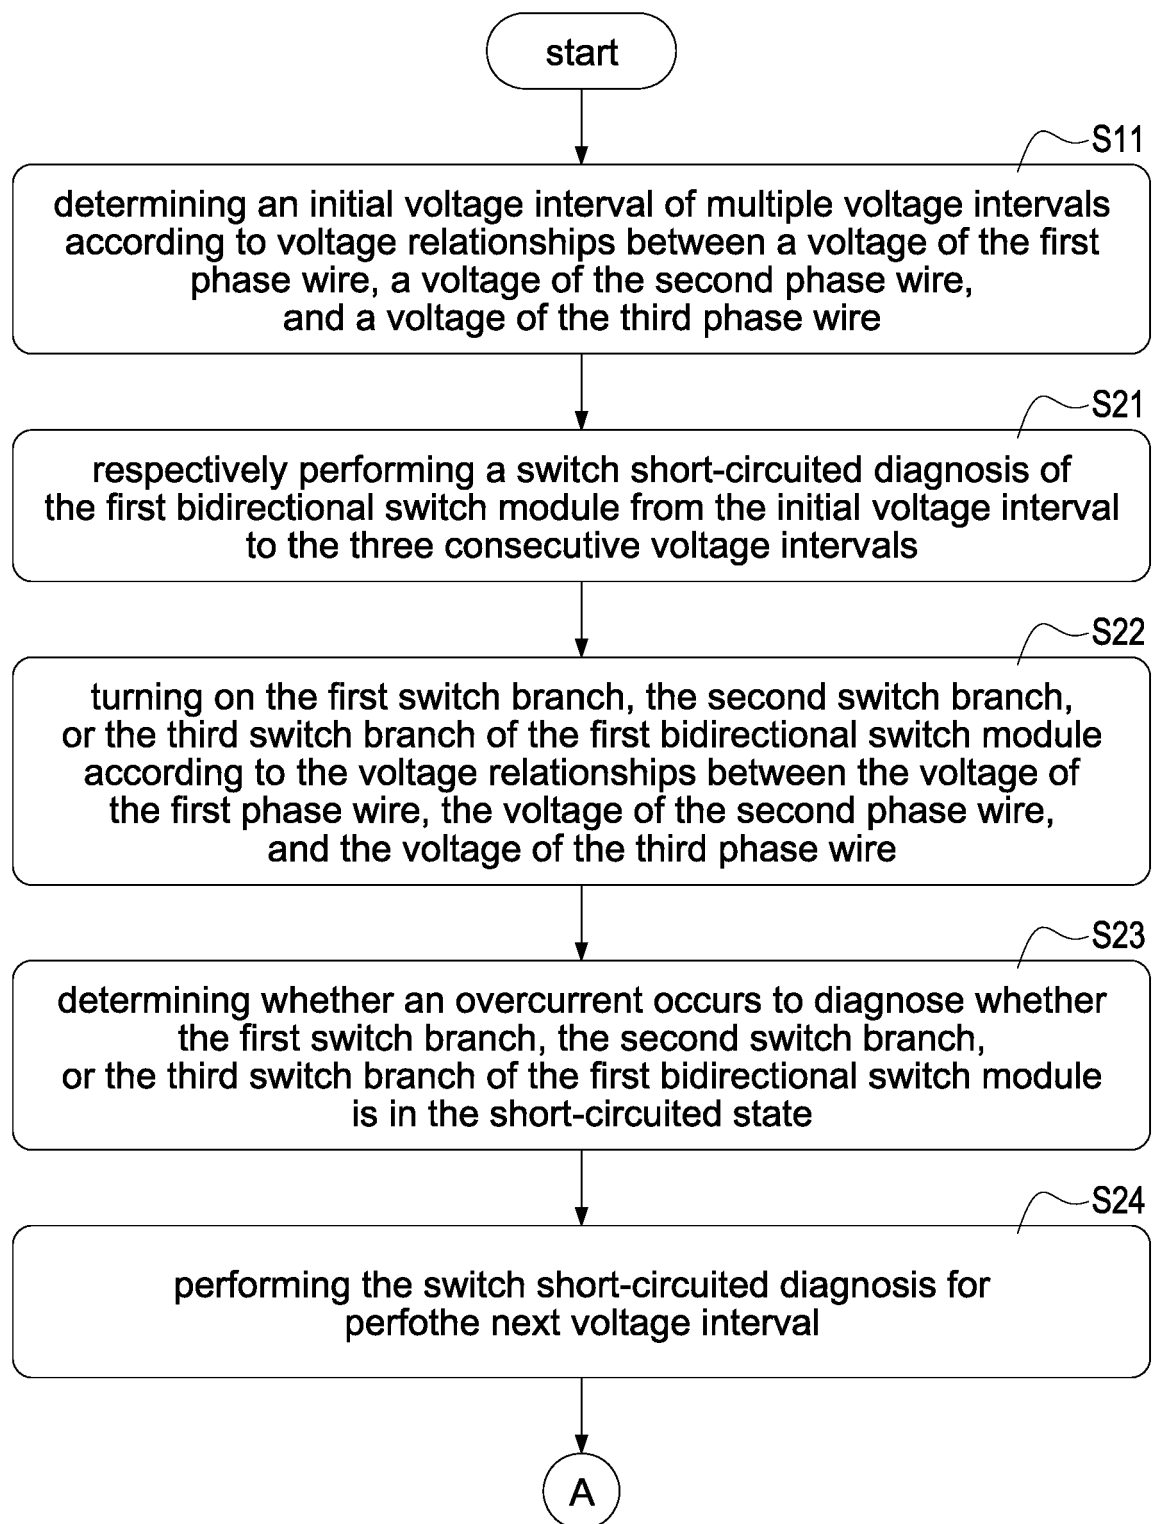 start
S11
determining an initial voltage interval of multiple voltage intervals
according to voltage relationships between a voltage of the first
phase wire, a voltage of the second phase wire,
and a voltage of the third phase wire
S21
respectively performing a switch short-circuited diagnosis of
the first bidirectional switch module from the initial voltage interval
to the three consecutive voltage intervals
S22
turning on the first switch branch, the second switch branch,
or the third switch branch of the first bidirectional switch module
according to the voltage relationships between the voltage of
the first phase wire, the voltage of the second phase wire,
and the voltage of the third phase wire
S23
determining whether an overcurrent occurs to diagnose whether
the first switch branch, the second switch branch,
or the third switch branch of the first bidirectional switch module
is in the short-circuited state
S24
performing the switch short-circuited diagnosis for
perfothe next voltage interval
A